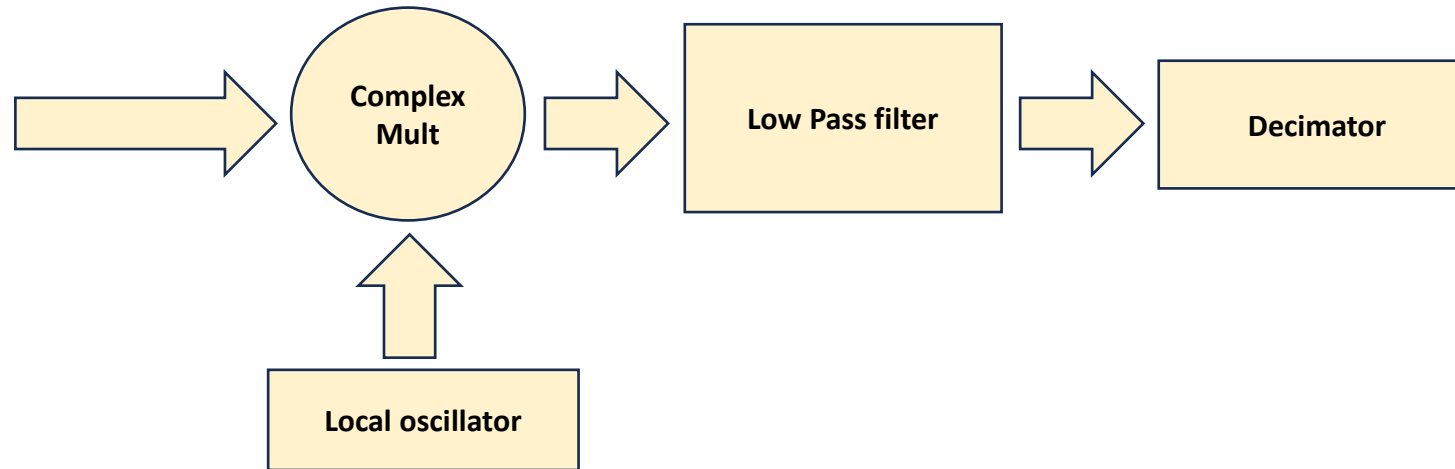 Complex
Mult
Low Pass filter
Decimator
Local oscillator